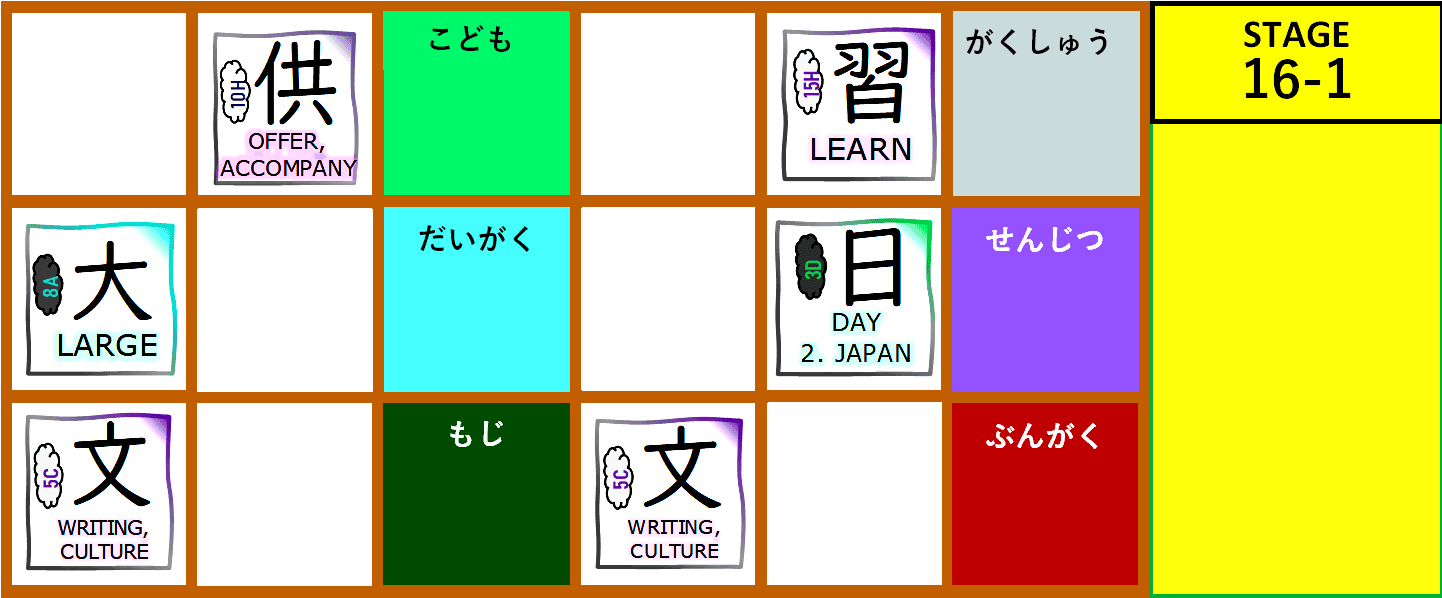 10H
供
OFFER,
ACCOMPANY
こども
15H
習
LEARN
がくしゅう
STAGE
16-1
8A
大
LARGE
だいがく
3D
日
DAY
2. JAPAN
せんじつ
5C
文
WRITING,
CULTURE
もじ
5C
文
WRITING,
CULTURE
ぶんがく